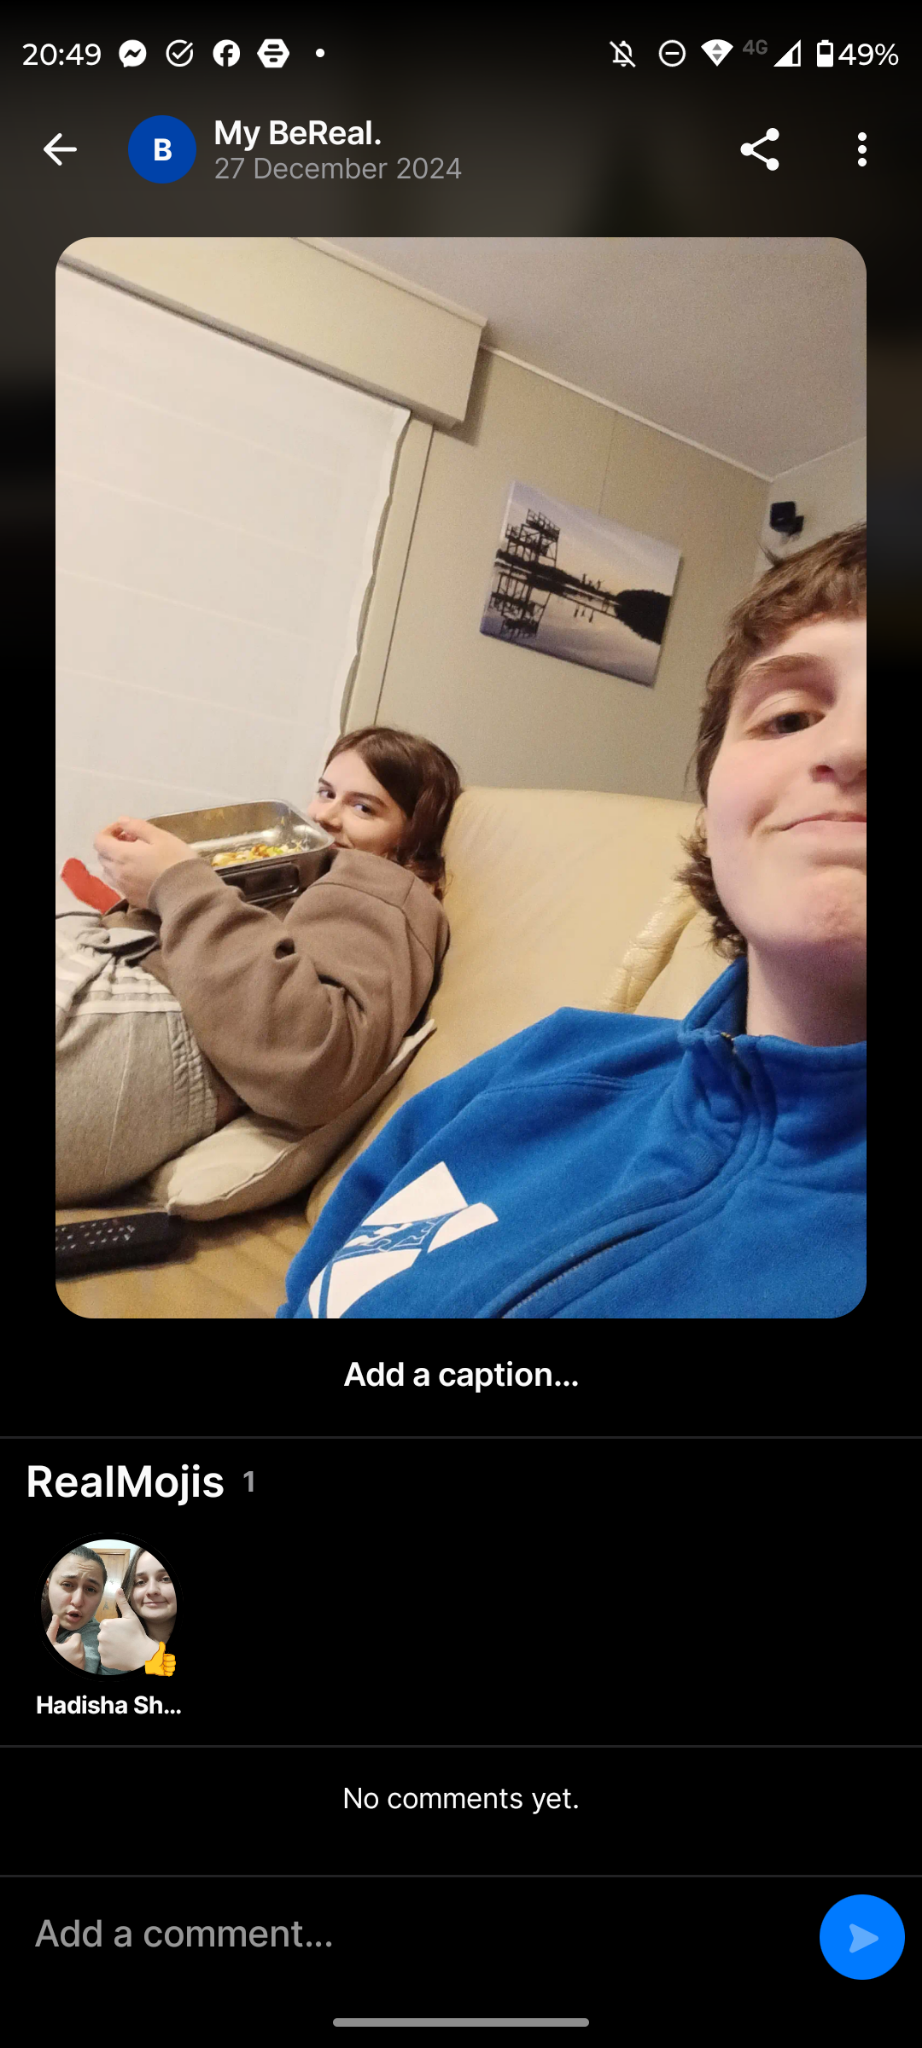 20:49
4G
49%
B
My BeReal.
27 December 2024
Add a caption...
RealMojis 1
Hadisha Sh...
No comments yet.
Add a comment...